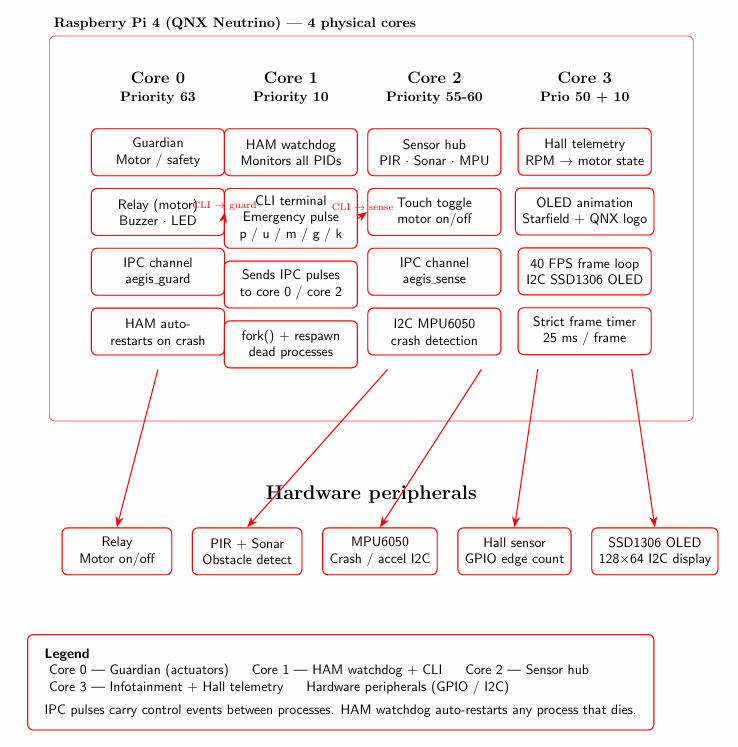 Raspberry Pi 4 (QNX Neutrino) — 4 physical cores
Core 0
Priority 63
Core 1
Priority 10
Core 2
Priority 55-60
Core 3
Prio 50 + 10
Guardian
Motor / safety
HAM watchdog
Monitors all PIDs
Sensor hub
PIR · Sonar · MPU
Hall telemetry
RPM → motor state
Relay (motor)
Buzzer · LED
CLI → guard
CLI terminal
Emergency pulse
p / u / m / g / k
CLI → sense
Touch toggle
motor on/off
OLED animation
Starfield + QNX logo
IPC channel
aegis_guard
Sends IPC pulses
to core 0 / core 2
IPC channel
aegis_sense
40 FPS frame loop
I2C SSD1306 OLED
HAM auto-
restarts on crash
fork() + respawn
dead processes
I2C MPU6050
crash detection
Strict frame timer
25 ms / frame
Hardware peripherals
Relay
Motor on/off
PIR + Sonar
Obstacle detect
MPU6050
Crash / accel I2C
Hall sensor
GPIO edge count
SSD1306 OLED
128×64 I2C display
Legend
Core 0 — Guardian (actuators) Core 1 — HAM watchdog + CLI Core 2 — Sensor hub
Core 3 — Infotainment + Hall telemetry Hardware peripherals (GPIO / I2C)
IPC pulses carry control events between processes. HAM watchdog auto-restarts any process that dies.